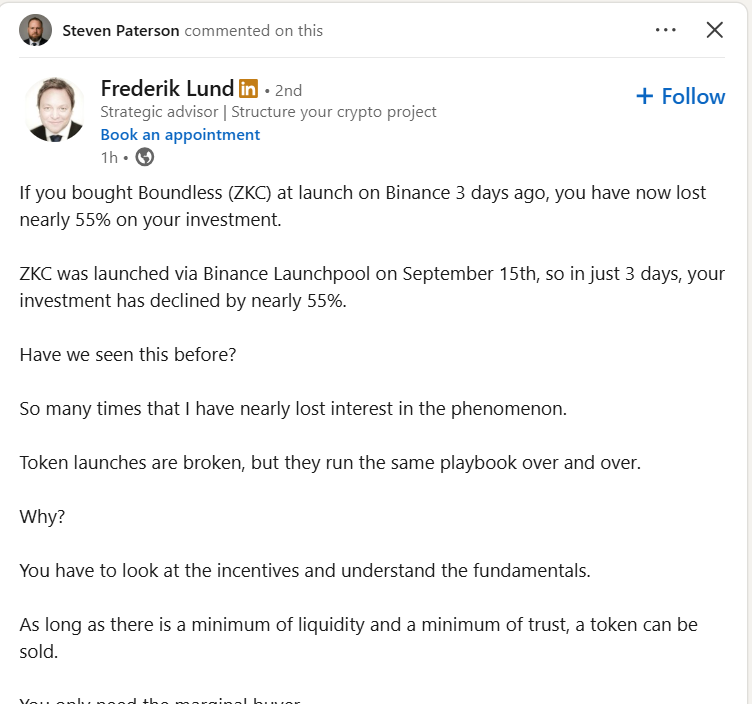 Steven Paterson commented on this
Frederik Lund in • 2nd
+ Follow
Strategic advisor | Structure your crypto project
Book an appointment
1h •
If you bought Boundless (ZKC) at launch on Binance 3 days ago, you have now lost
nearly 55% on your investment.
ZKC was launched via Binance Launchpool on September 15th, so in just 3 days, your
investment has declined by nearly 55%.
Have we seen this before?
So many times that I have nearly lost interest in the phenomenon.
Token launches are broken, but they run the same playbook over and over.
Why?
You have to look at the incentives and understand the fundamentals.
As long as there is a minimum of liquidity and a minimum of trust, a token can be
sold.
You only need the marginal buyer